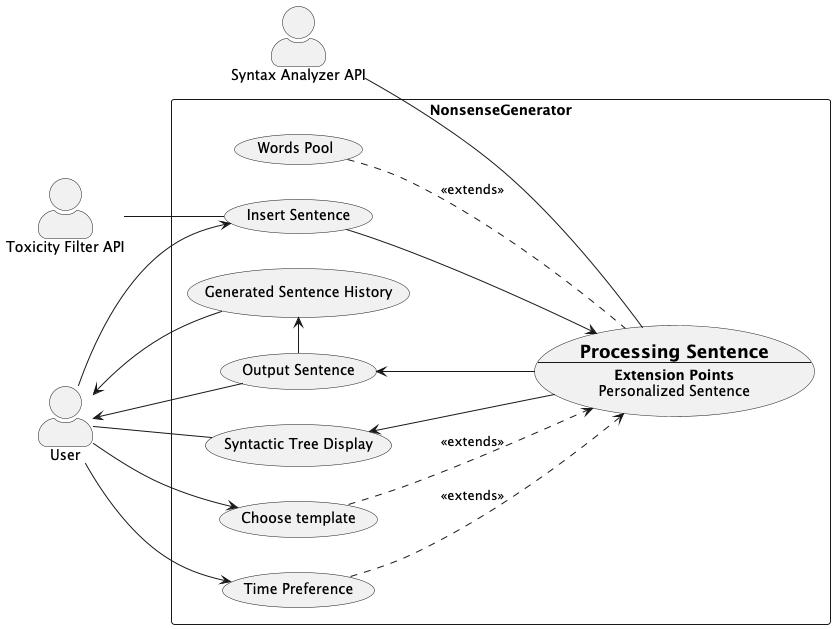 Syntax Analyzer API
NonsenseGenerator
Words Pool
«extends»
Insert Sentence
Toxicity Filter API
Generated Sentence History
Processing Sentence
Extension Points
Personalized Sentence
Output Sentence
Syntactic Tree Display
«extends»
User
«extends»
Choose template
Time Preference